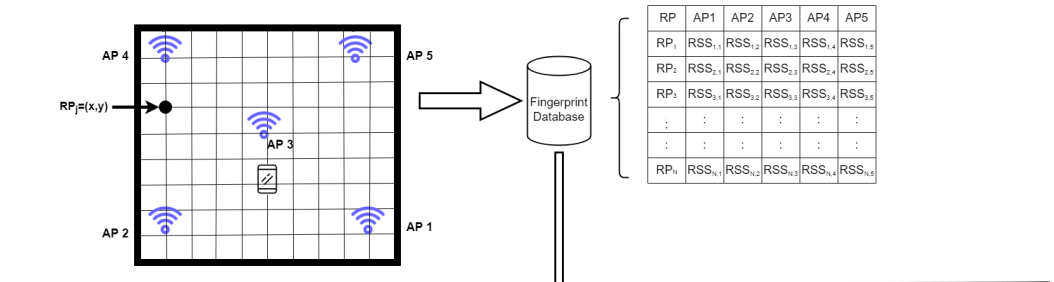 AP 4
AP 5
RPj=(x,y)
AP 3
AP 2
AP 1
Fingerprint
Database
RP AP1 AP2 AP3 AP4 AP5
RP₁ RSS₁,₁ RSS₁,₂ RSS₁,₃ RSS₁,₄ RSS₁,₅
RP₂ RSS₂,₁ RSS₂,₂ RSS₂,₃ RSS₂,₄ RSS₂,₅
RP₃ RSS₃,₁ RSS₃,₂ RSS₃,₃ RSS₃,₄ RSS₃,₅
: : : : : :
: : : : : :
RPN RSSN,1 RSSN,2 RSSN,3 RSSN,4 RSSN,5